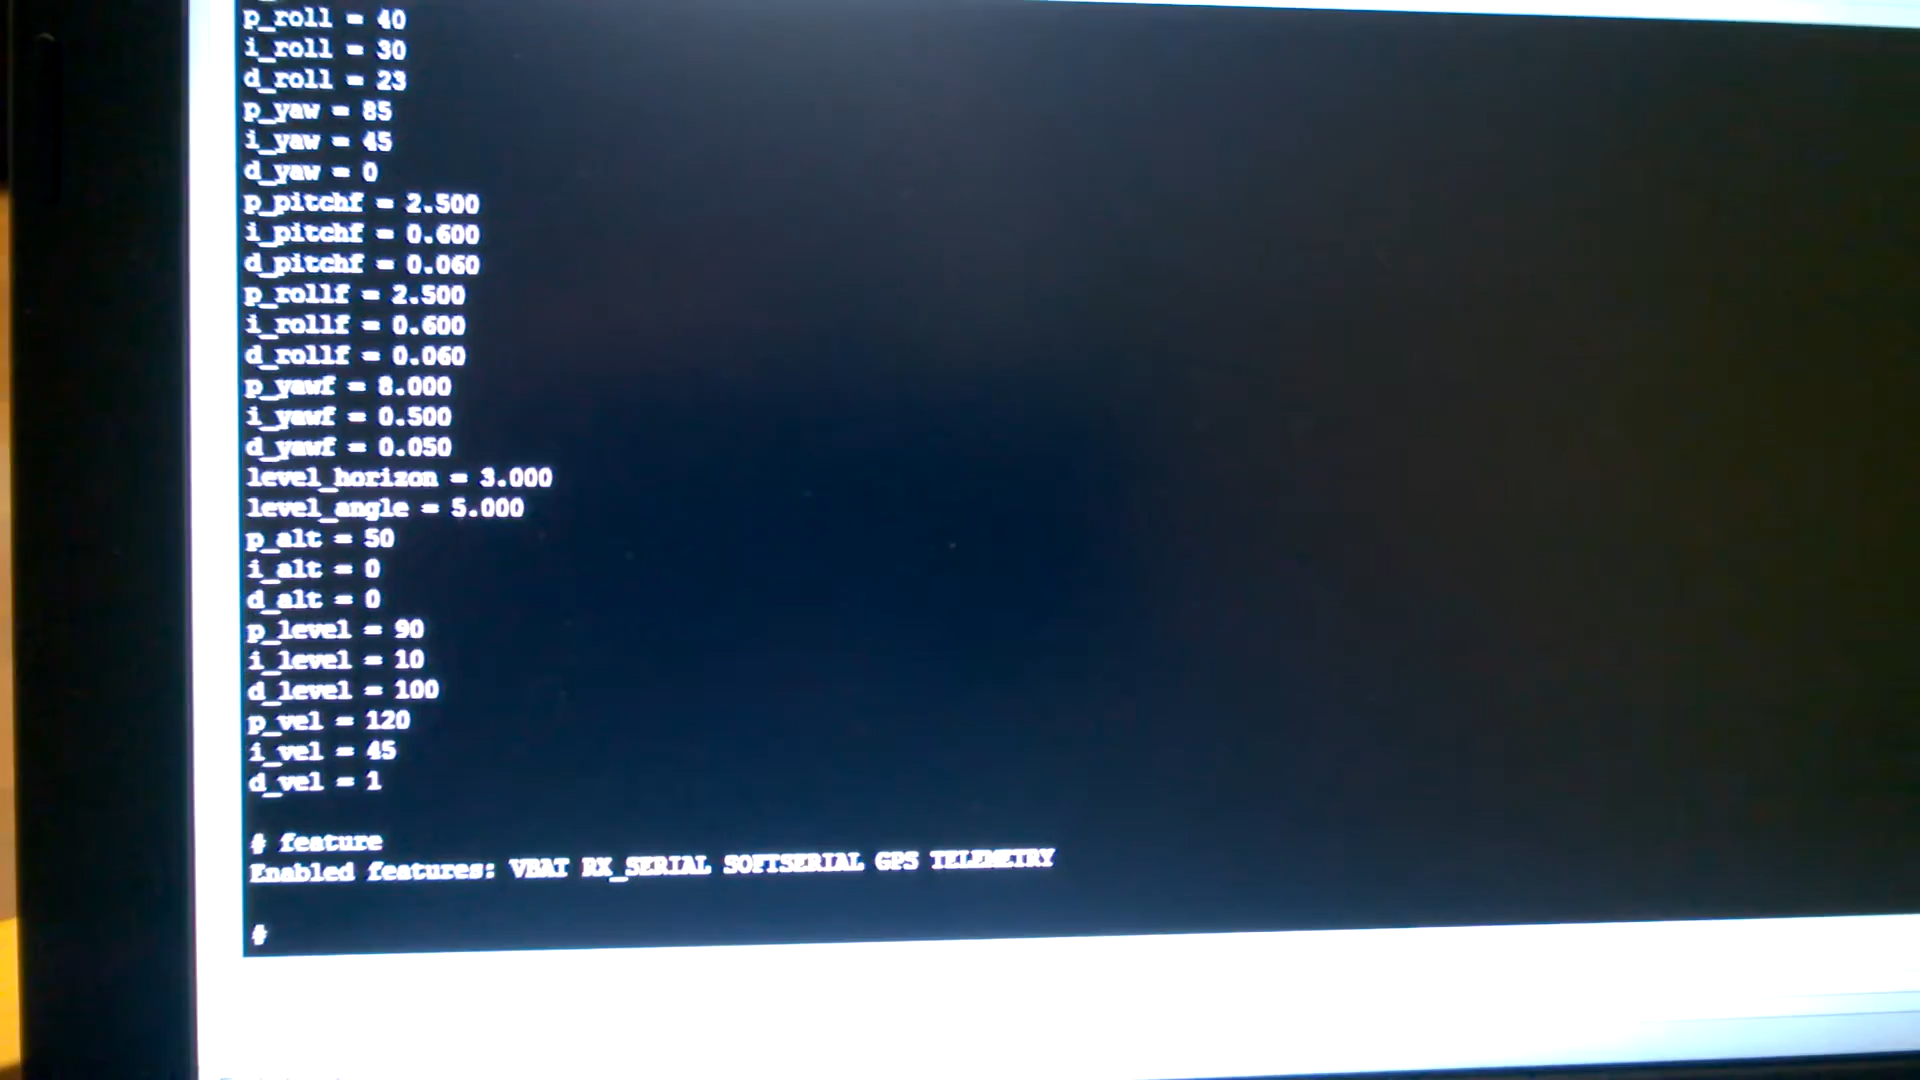 p_roll = 40
i_roll = 30
d_roll = 23
p_yaw = 85
i_yaw = 45
d_yaw = 0
p_pitchf = 2.500
i_pitchf = 0.600
d_pitchf = 0.060
p_rollf = 2.500
i_rollf = 0.600
d_rollf = 0.060
p_yawf = 8.000
i_yawf = 0.500
d_yawf = 0.050
level_horizon = 3.000
level_angle = 5.000
p_alt = 50
i_alt = 0
d_alt = 0
p_level = 90
i_level = 10
d_level = 100
p_vel = 120
i_vel = 45
d_vel = 1
# feature
Enabled features: VBAT RX_SERIAL SOFTSERIAL GPS TELEMETRY
#